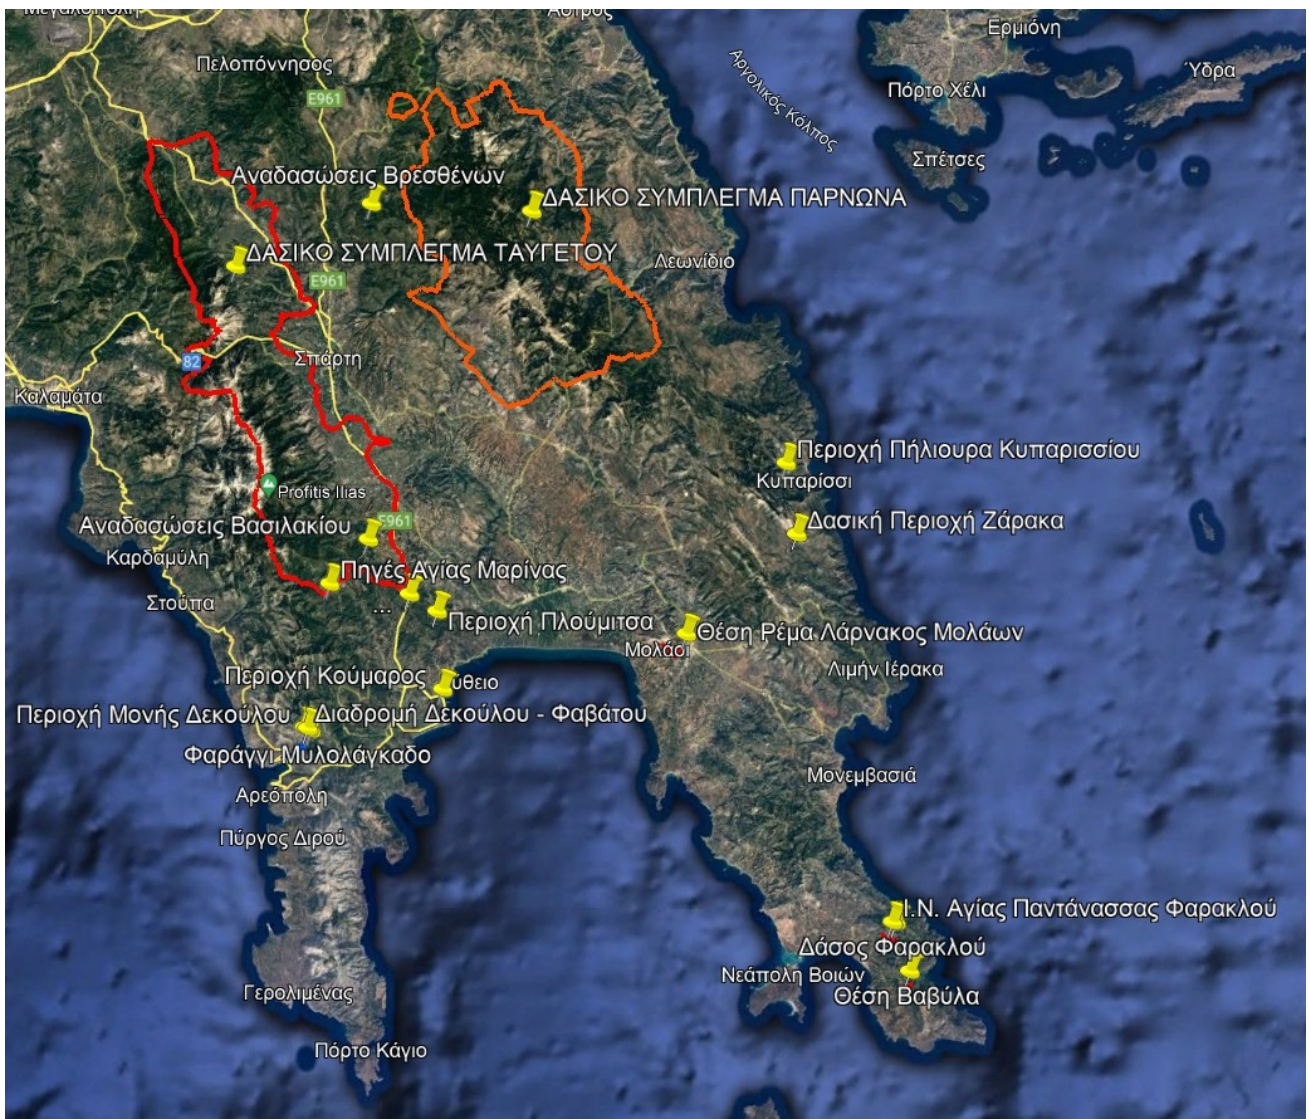 Μεγαλόπολη
Άστρος
Ερμιόνη
Πελοπόννησος
Ύδρα
Αργολικός Κόλπος
Πόρτο Χέλι
E961
Σπέτσες
Αναδασώσεις Βρεσθένων
ΔΑΣΙΚΟ ΣΥΜΠΛΕΓΜΑ ΠΑΡΝΩΝΑ
ΔΑΣΙΚΟ ΣΥΜΠΛΕΓΜΑ ΤΑΥΓΕΤΟΥ
Λεωνίδιο
E961
82
Σπάρτη
Καλαμάτα
Περιοχή Πήλιουρα Κυπαρισσίου
Κυπαρίσσι
Profitis Ilias
Αναδασώσεις Βασιλακίου
E961
Δασική Περιοχή Ζάρακα
Καρδαμύλη
Πηγές Αγίας Μαρίνας
Στούπα
...
Περιοχή Πλούμιτσα
Θέση Ρέμα Λάρνακος Μολάων
Μολάοι
Λιμήν Ιέρακα
Περιοχή Κούμαρος
ύθειο
Περιοχή Μονής Δεκούλου
Διαδρομή Δεκούλου - Φαβάτου
Φαράγγι Μυλολάγκαδο
Μονεμβασιά
Αρεόπολη
Πύργος Διρού
Ι.Ν. Αγίας Παντάνασσας Φαρακλού
Δάσος Φαρακλού
Νεάπολη Βοιών
Θέση Βαβύλα
Γερολιμένας
Πόρτο Κάγιο